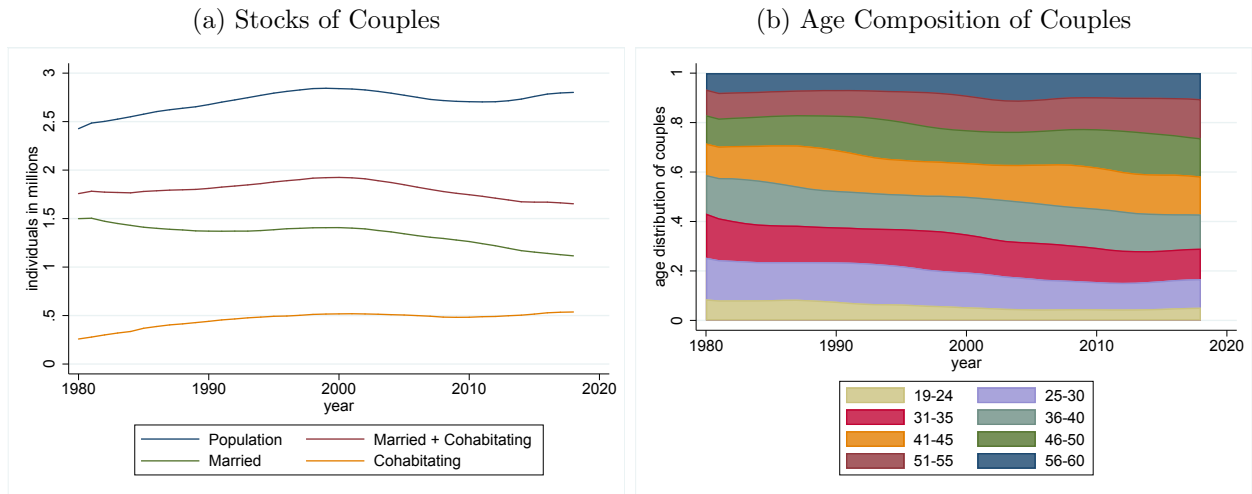 (a) Stocks of Couples
individuals in millions
3
2.5
2
1.5
1
.5
0
1980 1990 2000 2010 2020
year
Population Married + Cohabitating
Married Cohabitating
(b) Age Composition of Couples
age distribution of couples
1
.8
.6
.4
.2
0
1980 1990 2000 2010 2020
year
19-24 25-30
31-35 36-40
41-45 46-50
51-55 56-60